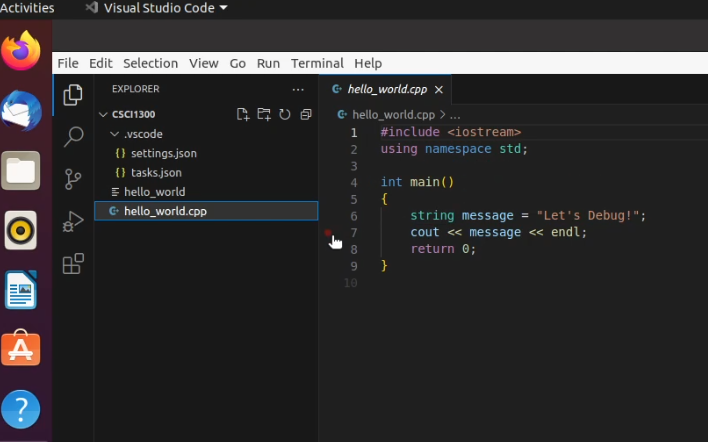 Activities Visual Studio Code
File Edit Selection View Go Run Terminal Help
EXPLORER ...
CSCI1300
.vscode
{} settings.json
{} tasks.json
hello_world
hello_world.cpp
hello_world.cpp
hello_world.cpp > ...
1 #include <iostream>
2 using namespace std;
3
4 int main()
5 {
6 string message = "Let's Debug!";
7 cout << message << endl;
8 return 0;
9 }
10